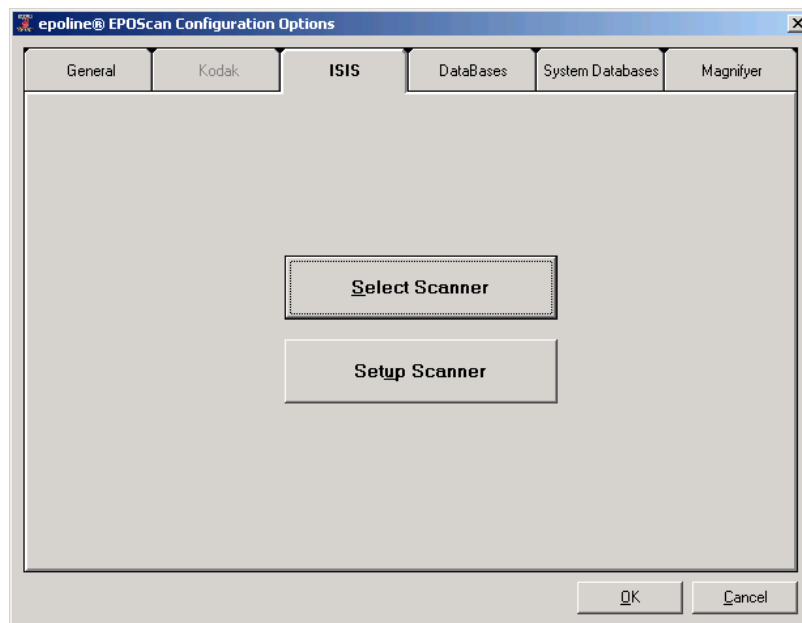 epoline® EPOScan Configuration Options
General Kodak ISIS DataBases System Databases Magnifyer
Select Scanner
Setup Scanner
OK Cancel